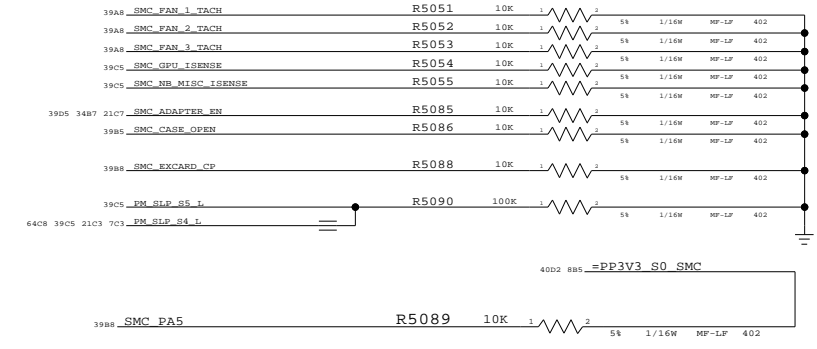 39A8 SMC_FAN_1_TACH R5051 10K 1 2
5% 1/16W MF-LF 402
39A8 SMC_FAN_2_TACH R5052 10K 1 2
5% 1/16W MF-LF 402
39A8 SMC_FAN_3_TACH R5053 10K 1 2
5% 1/16W MF-LF 402
39C5 SMC_GPU_ISENSE R5054 10K 1 2
5% 1/16W MF-LF 402
39C5 SMC_NB_MISC_ISENSE R5055 10K 1 2
5% 1/16W MF-LF 402
39D5 34B7 21C7 SMC_ADAPTER_EN R5085 10K 1 2
5% 1/16W MF-LF 402
39B5 SMC_CASE_OPEN R5086 10K 1 2
5% 1/16W MF-LF 402
39B8 SMC_EXCARD_CP R5088 10K 1 2
5% 1/16W MF-LF 402
39C5 PM_SLP_S5_L R5090 100K 1 2
5% 1/16W MF-LF 402
64C8 39C5 21C3 7C3 PM_SLP_S4_L
40D2 8B5 =PP3V3_S0_SMC
39B8 SMC_PA5 R5089 10K 1 2
5% 1/16W MF-LF 402